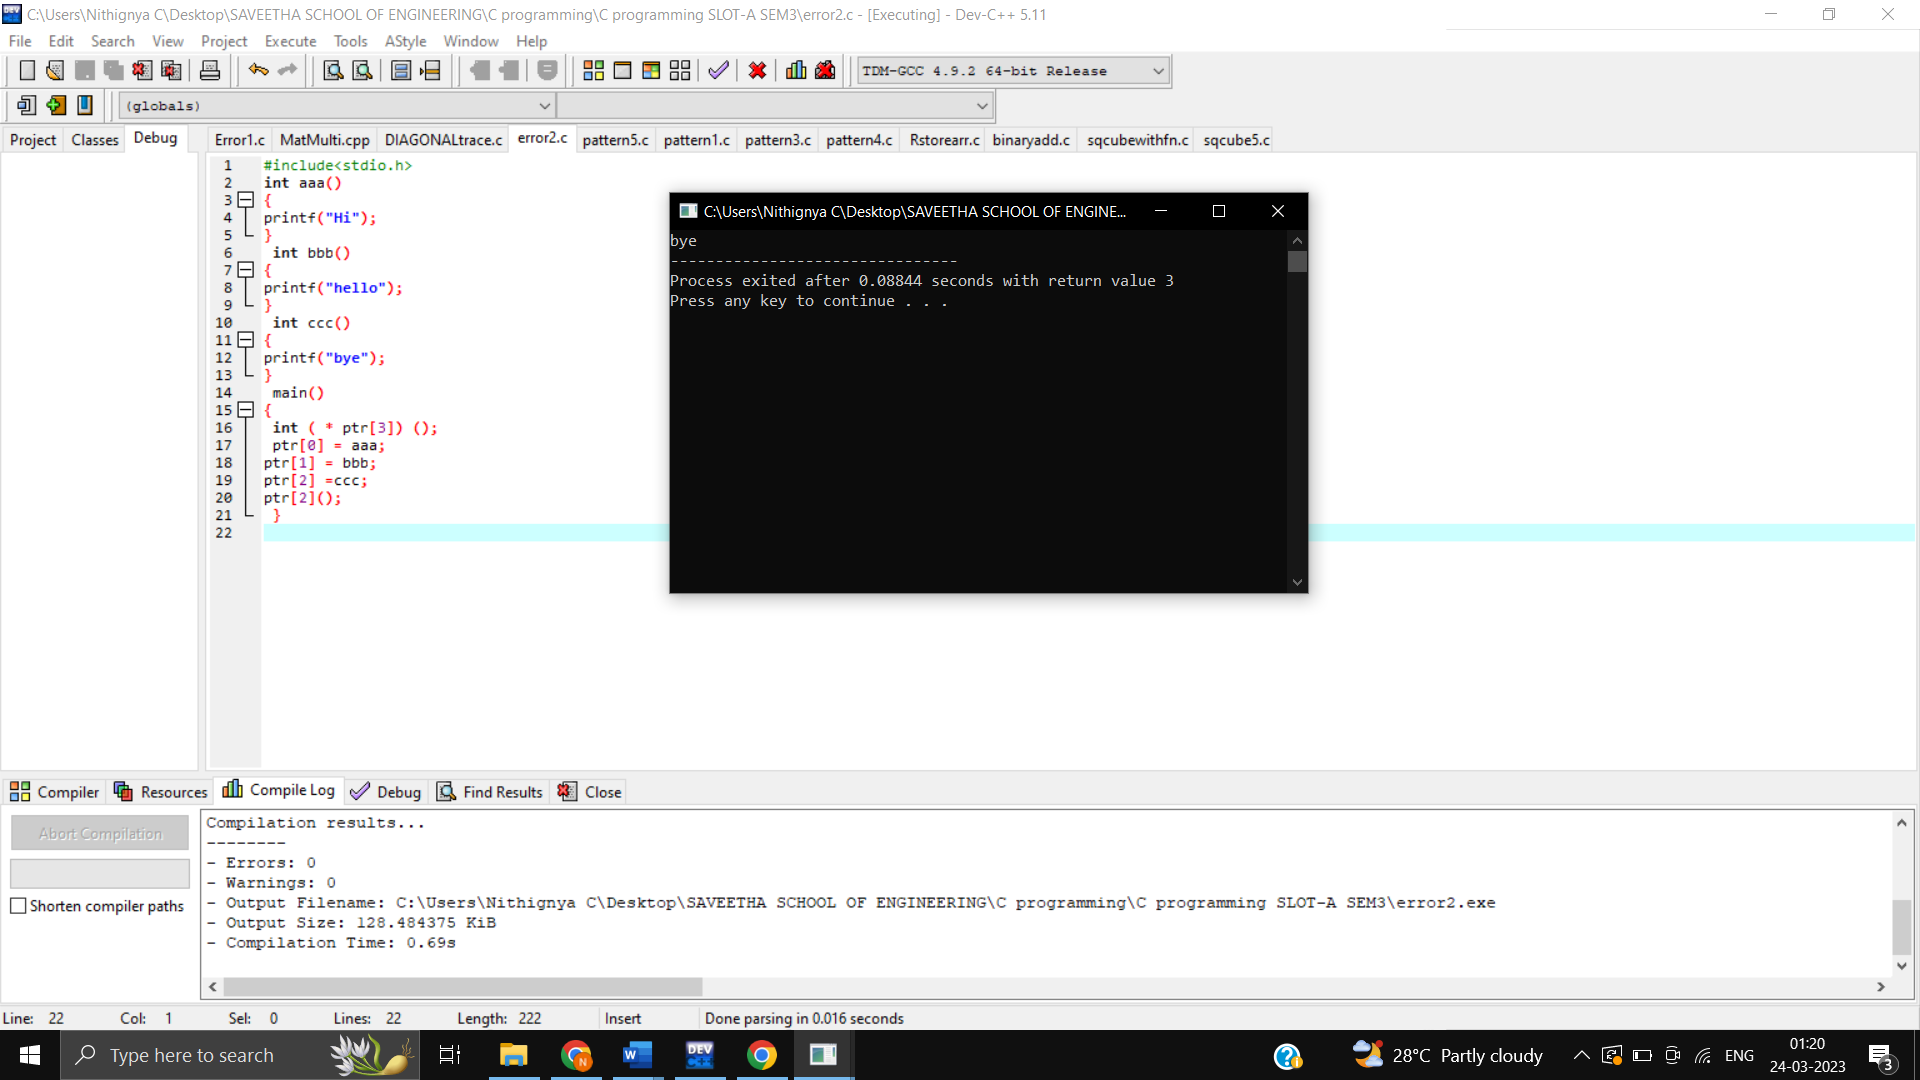 C:\Users\Nithignya C\Desktop\SAVEETHA SCHOOL OF ENGINEERING\C programming\C programming SLOT-A SEM3\error2.c - [Executing] - Dev-C++ 5.11
File Edit Search View Project Execute Tools AStyle Window Help
TDM-GCC 4.9.2 64-bit Release
(globals)
Project Classes Debug
Error1.c MatMulti.cpp DIAGONALtrace.c error2.c pattern5.c pattern1.c pattern3.c pattern4.c Rstorearr.c binaryadd.c sqcubewithfn.c sqcube5.c
1 #include<stdio.h>
2 int aaa()
3 {
4 printf("Hi");
5 }
6 int bbb()
7 {
8 printf("hello");
9 }
10 int ccc()
11 {
12 printf("bye");
13 }
14 main()
15 {
16 int ( * ptr[3]) ();
17 ptr[0] = aaa;
18 ptr[1] = bbb;
19 ptr[2] =ccc;
20 ptr[2]();
21 }
22
C:\Users\Nithignya C\Desktop\SAVEETHA SCHOOL OF ENGINE...
bye
--------------------------------
Process exited after 0.08844 seconds with return value 3
Press any key to continue . . .
Compiler Resources Compile Log Debug Find Results Close
Abort Compilation
Shorten compiler paths
Compilation results...
--------
- Errors: 0
- Warnings: 0
- Output Filename: C:\Users\Nithignya C\Desktop\SAVEETHA SCHOOL OF ENGINEERING\C programming\C programming SLOT-A SEM3\error2.exe
- Output Size: 128.484375 KiB
- Compilation Time: 0.69s
Line: 22 Col: 1 Sel: 0 Lines: 22 Length: 222 Insert Done parsing in 0.016 seconds
Type here to search
28°C Partly cloudy
ENG
01:20
24-03-2023
3